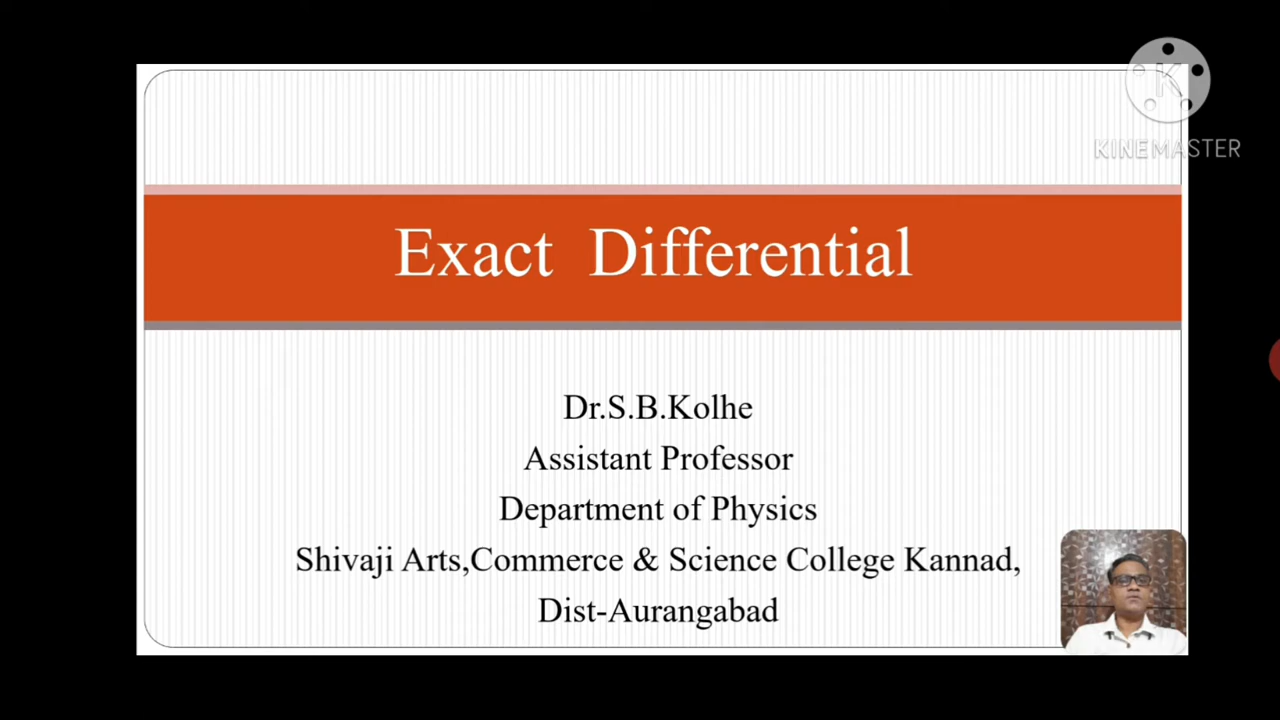 K
KINEMASTER
Exact Differential
Dr.S.B.Kolhe
Assistant Professor
Department of Physics
Shivaji Arts,Commerce & Science College Kannad,
Dist-Aurangabad